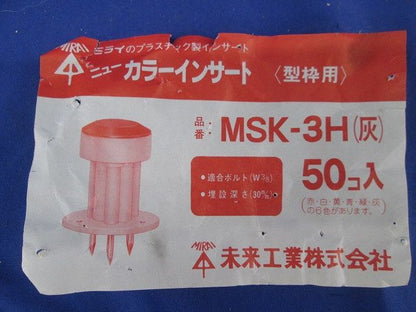 MIRAI ミライのプラスチック製インサート
ニューカラーインサート〈型枠用〉
品番 MSK-3H(灰)
●適合ボルト(W3/8)
●埋設深さ(30m/m)
50コ入
(赤・白・黄・青・緑・灰
の6色があります。)
MIRAI 未来工業株式会社